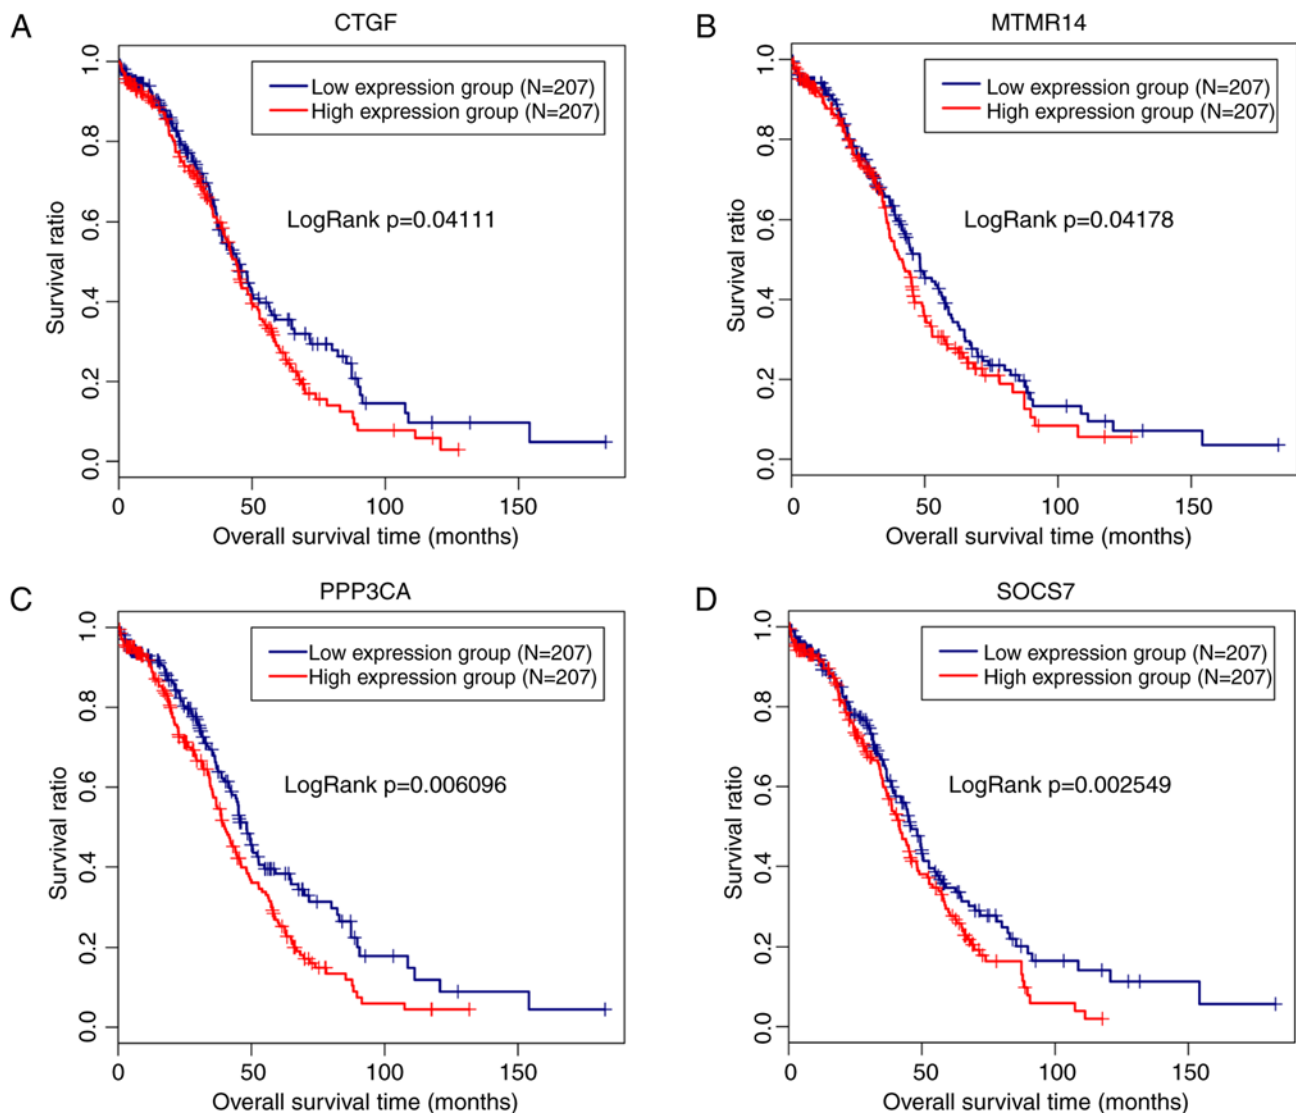 A
CTGF
Survival ratio
1.0
0.8
0.6
0.4
0.2
0.0
Low expression group (N=207)
High expression group (N=207)
LogRank p=0.04111
0 50 100 150
Overall survival time (months)
B
MTMR14
Survival ratio
1.0
0.8
0.6
0.4
0.2
0.0
Low expression group (N=207)
High expression group (N=207)
LogRank p=0.04178
0 50 100 150
Overall survival time (months)
C
PPP3CA
Survival ratio
1.0
0.8
0.6
0.4
0.2
0.0
Low expression group (N=207)
High expression group (N=207)
LogRank p=0.006096
0 50 100 150
Overall survival time (months)
D
SOCS7
Survival ratio
1.0
0.8
0.6
0.4
0.2
0.0
Low expression group (N=207)
High expression group (N=207)
LogRank p=0.002549
0 50 100 150
Overall survival time (months)